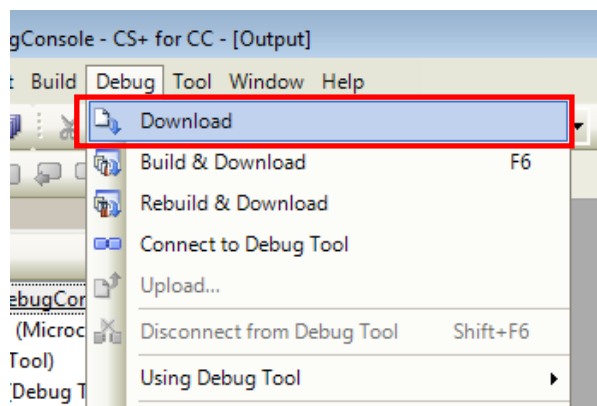 gConsole - CS+ for CC - [Output]
Build Debug Tool Window Help
Download
Build & Download F6
Rebuild & Download
Connect to Debug Tool
Upload...
ebugCon
(Microc Disconnect from Debug Tool Shift+F6
Tool)
Debug T Using Debug Tool